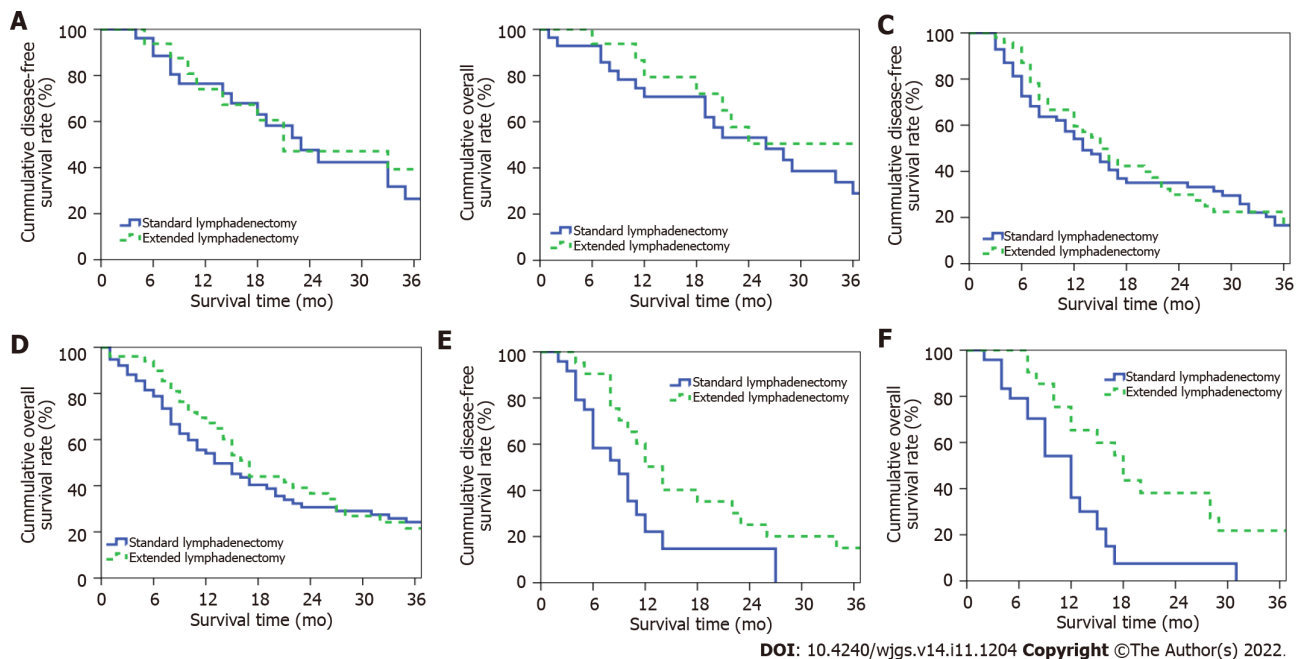 A
Cummulative disease-free
survival rate (%)
100
80
60
40
20
0
Standard lymphadenectomy
Extended lymphadenectomy
0 6 12 18 24 30 36
Survival time (mo)
Cummulative overall
survival rate (%)
100
80
60
40
20
0
Standard lymphadenectomy
Extended lymphadenectomy
0 6 12 18 24 30 36
Survival time (mo)
C
Cummulative disease-free
survival rate (%)
100
80
60
40
20
0
Standard lymphadenectomy
Extended lymphadenectomy
0 6 12 18 24 30 36
Survival time (mo)
D
Cummulative overall
survival rate (%)
100
80
60
40
20
0
Standard lymphadenectomy
Extended lymphadenectomy
0 6 12 18 24 30 36
Survival time (mo)
E
Cummulative disease-free
survival rate (%)
100
80
60
40
20
0
Standard lymphadenectomy
Extended lymphadenectomy
0 6 12 18 24 30 36
Survival time (mo)
F
Cummulative overall
survival rate (%)
100
80
60
40
20
0
Standard lymphadenectomy
Extended lymphadenectomy
0 6 12 18 24 30 36
Survival time (mo)
DOI: 10.4240/wjgs.v14.i11.1204 Copyright ©The Author(s) 2022.